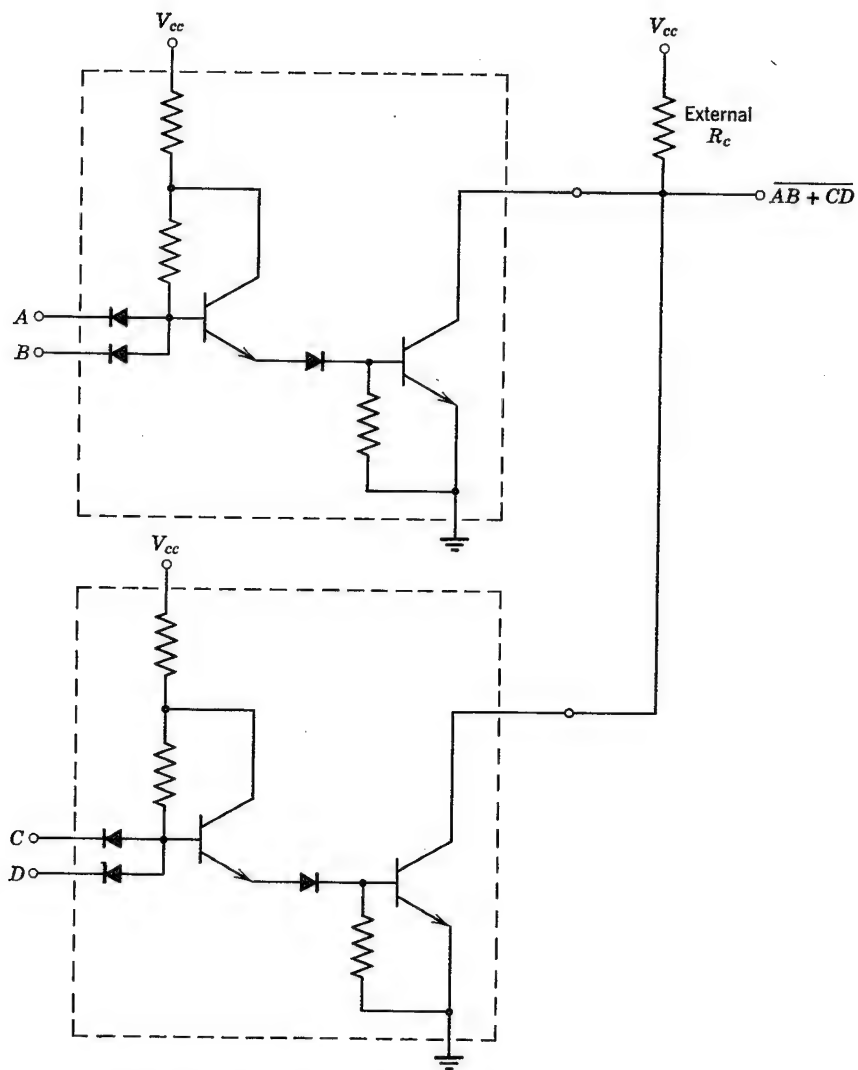 V_cc
V_cc
External
R_c
\overline{AB + CD}
A
B
V_cc
C
D